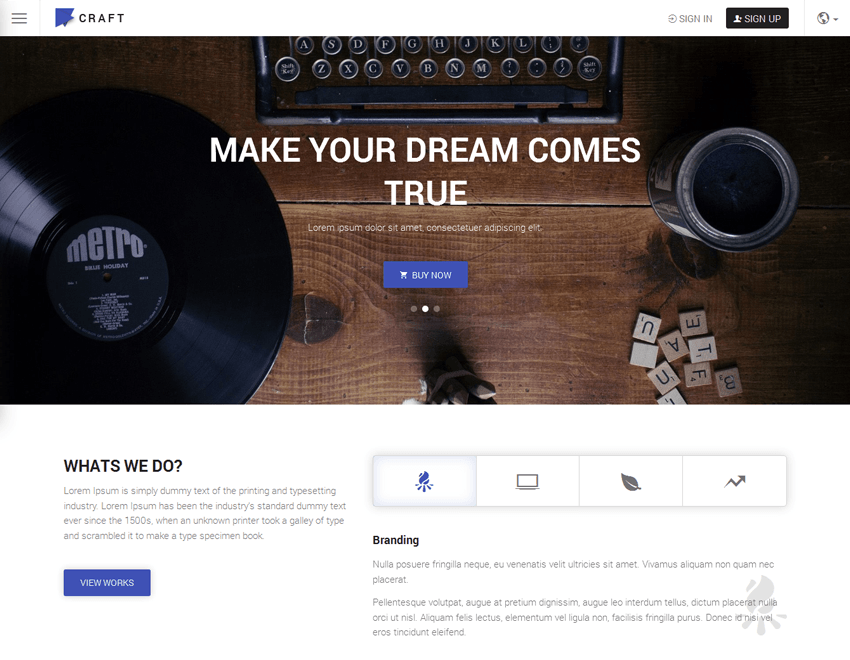 CRAFT
SIGN IN
SIGN UP
A S D F G H J K L
Shift Key Z X C V B N M Shift Key
MAKE YOUR DREAM COMES
TRUE
Lorem ipsum dolor sit amet, consectetuer adipiscing elit.
metro
BILLIE HOLIDAY
BUY NOW
U E
A T
U F B
WHATS WE DO?
Lorem Ipsum is simply dummy text of the printing and typesetting
industry. Lorem Ipsum has been the industry's standard dummy text
ever since the 1500s, when an unknown printer took a galley of type
and scrambled it to make a type specimen book.
VIEW WORKS
Branding
Nulla posuere fringilla neque, eu venenatis velit ultricies sit amet. Vivamus aliquam non quam nec
placerat.
Pellentesque volutpat, augue at pretium dignissim, augue leo interdum tellus, dictum placerat nulla
orci ut nisl. Aliquam felis lectus, elementum vel ligula non, facilisis fringilla purus. Donec id nisi vel
eros tincidunt eleifend.